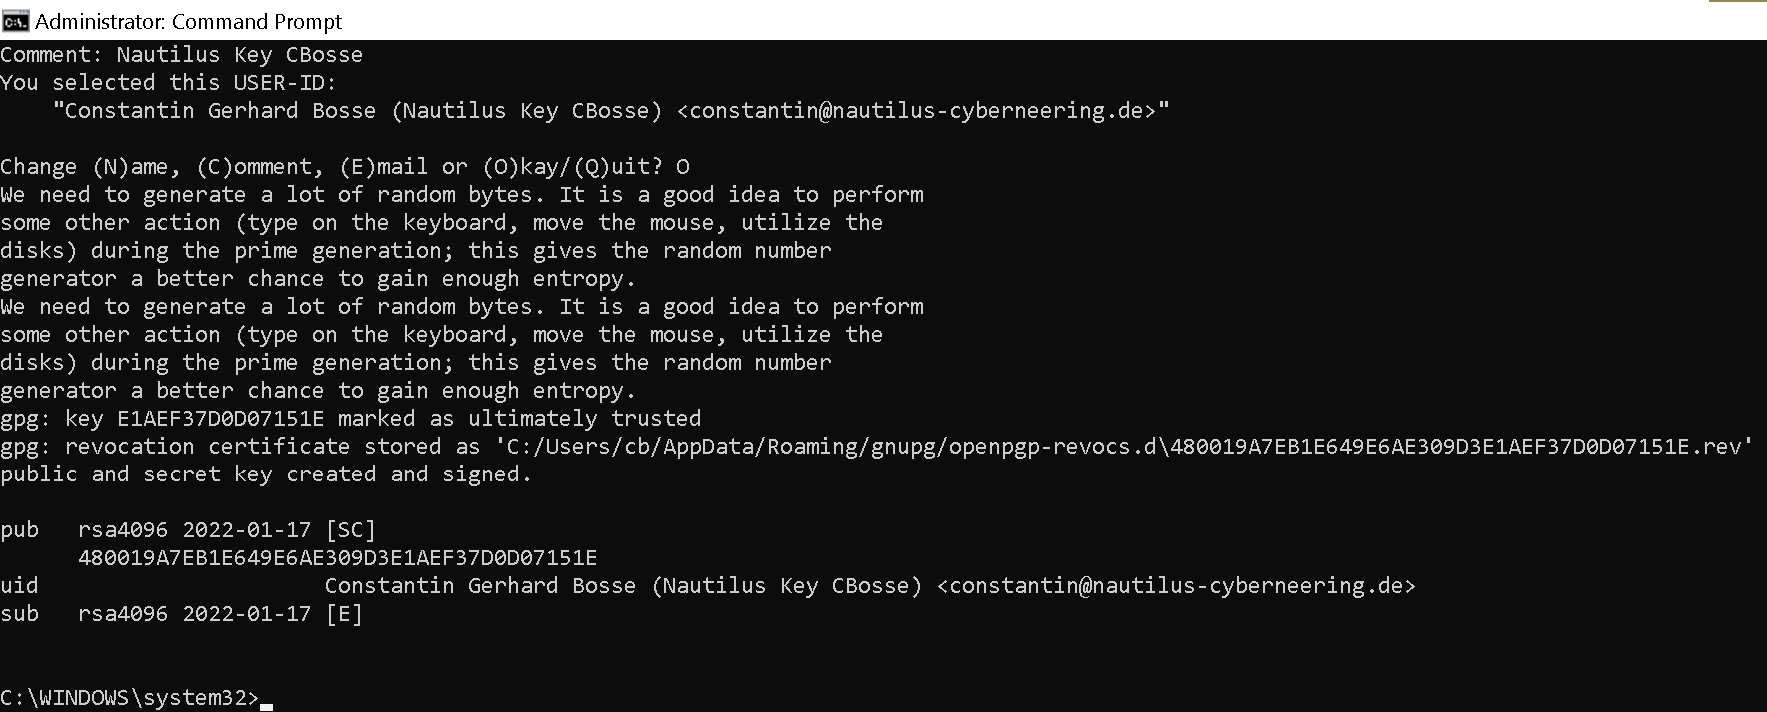 Administrator: Command Prompt
Comment: Nautilus Key CBosse
You selected this USER-ID:
    "Constantin Gerhard Bosse (Nautilus Key CBosse) <constantin@nautilus-cyberneering.de>"
Change (N)ame, (C)omment, (E)mail or (O)kay/(Q)uit? O
We need to generate a lot of random bytes. It is a good idea to perform
some other action (type on the keyboard, move the mouse, utilize the
disks) during the prime generation; this gives the random number
generator a better chance to gain enough entropy.
We need to generate a lot of random bytes. It is a good idea to perform
some other action (type on the keyboard, move the mouse, utilize the
disks) during the prime generation; this gives the random number
generator a better chance to gain enough entropy.
gpg: key E1AEF37D0D07151E marked as ultimately trusted
gpg: revocation certificate stored as 'C:/Users/cb/AppData/Roaming/gnupg/openpgp-revocs.d\480019A7EB1E649E6AE309D3E1AEF37D0D07151E.rev'
public and secret key created and signed.
pub   rsa4096 2022-01-17 [SC]
      480019A7EB1E649E6AE309D3E1AEF37D0D07151E
uid                      Constantin Gerhard Bosse (Nautilus Key CBosse) <constantin@nautilus-cyberneering.de>
sub   rsa4096 2022-01-17 [E]
C:\WINDOWS\system32>